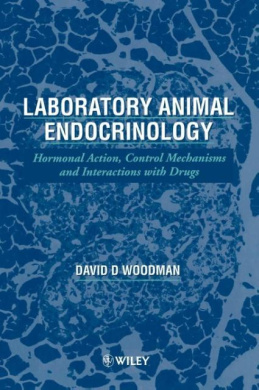 LABORATORY ANIMAL
ENDOCRINOLOGY
Hormonal Action, Control Mechanisms
and Interactions with Drugs
DAVID D WOODMAN
WILEY